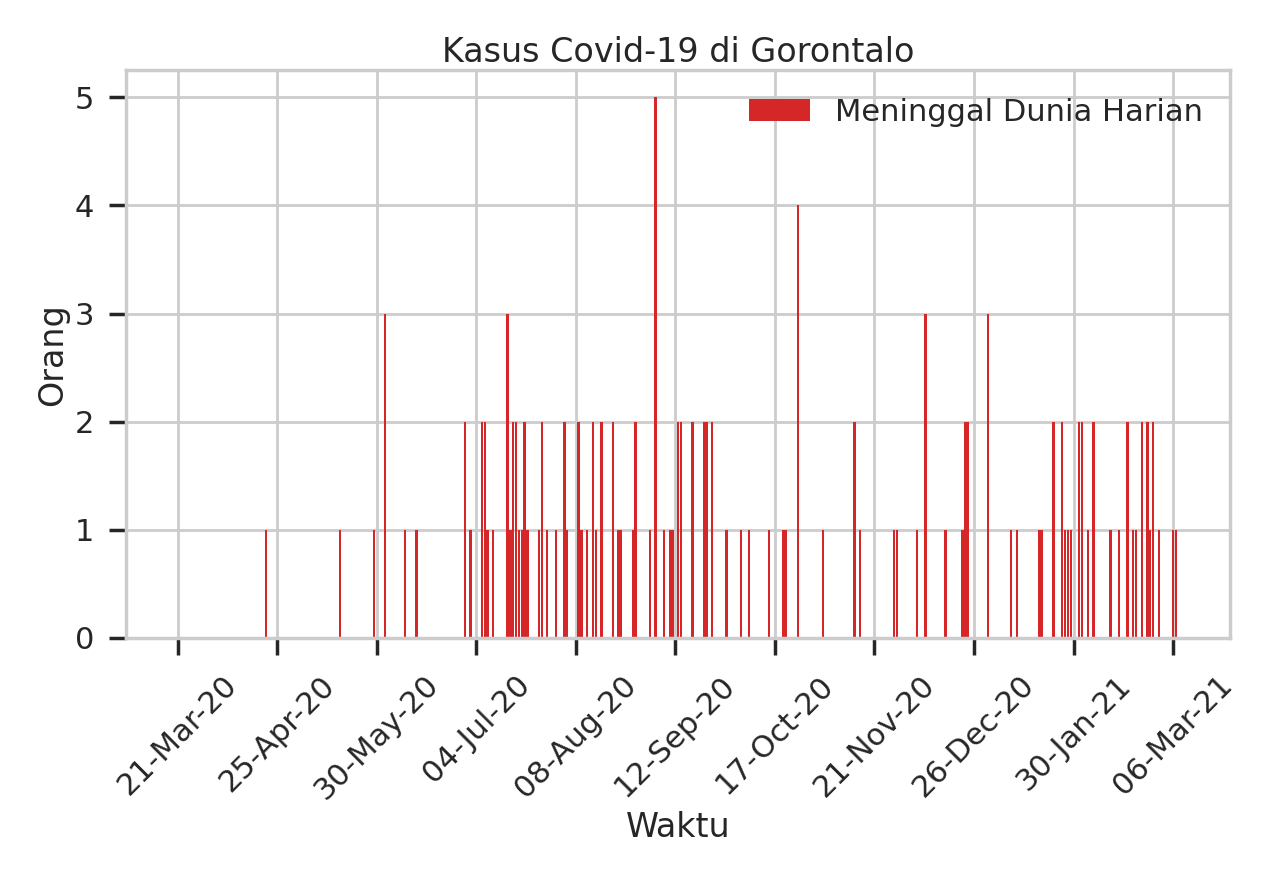 Kasus Covid-19 di Gorontalo
Meninggal Dunia Harian
Orang
5
4
3
2
1
0
21-Mar-20
25-Apr-20
30-May-20
04-Jul-20
08-Aug-20
12-Sep-20
17-Oct-20
21-Nov-20
26-Dec-20
30-Jan-21
06-Mar-21
Waktu